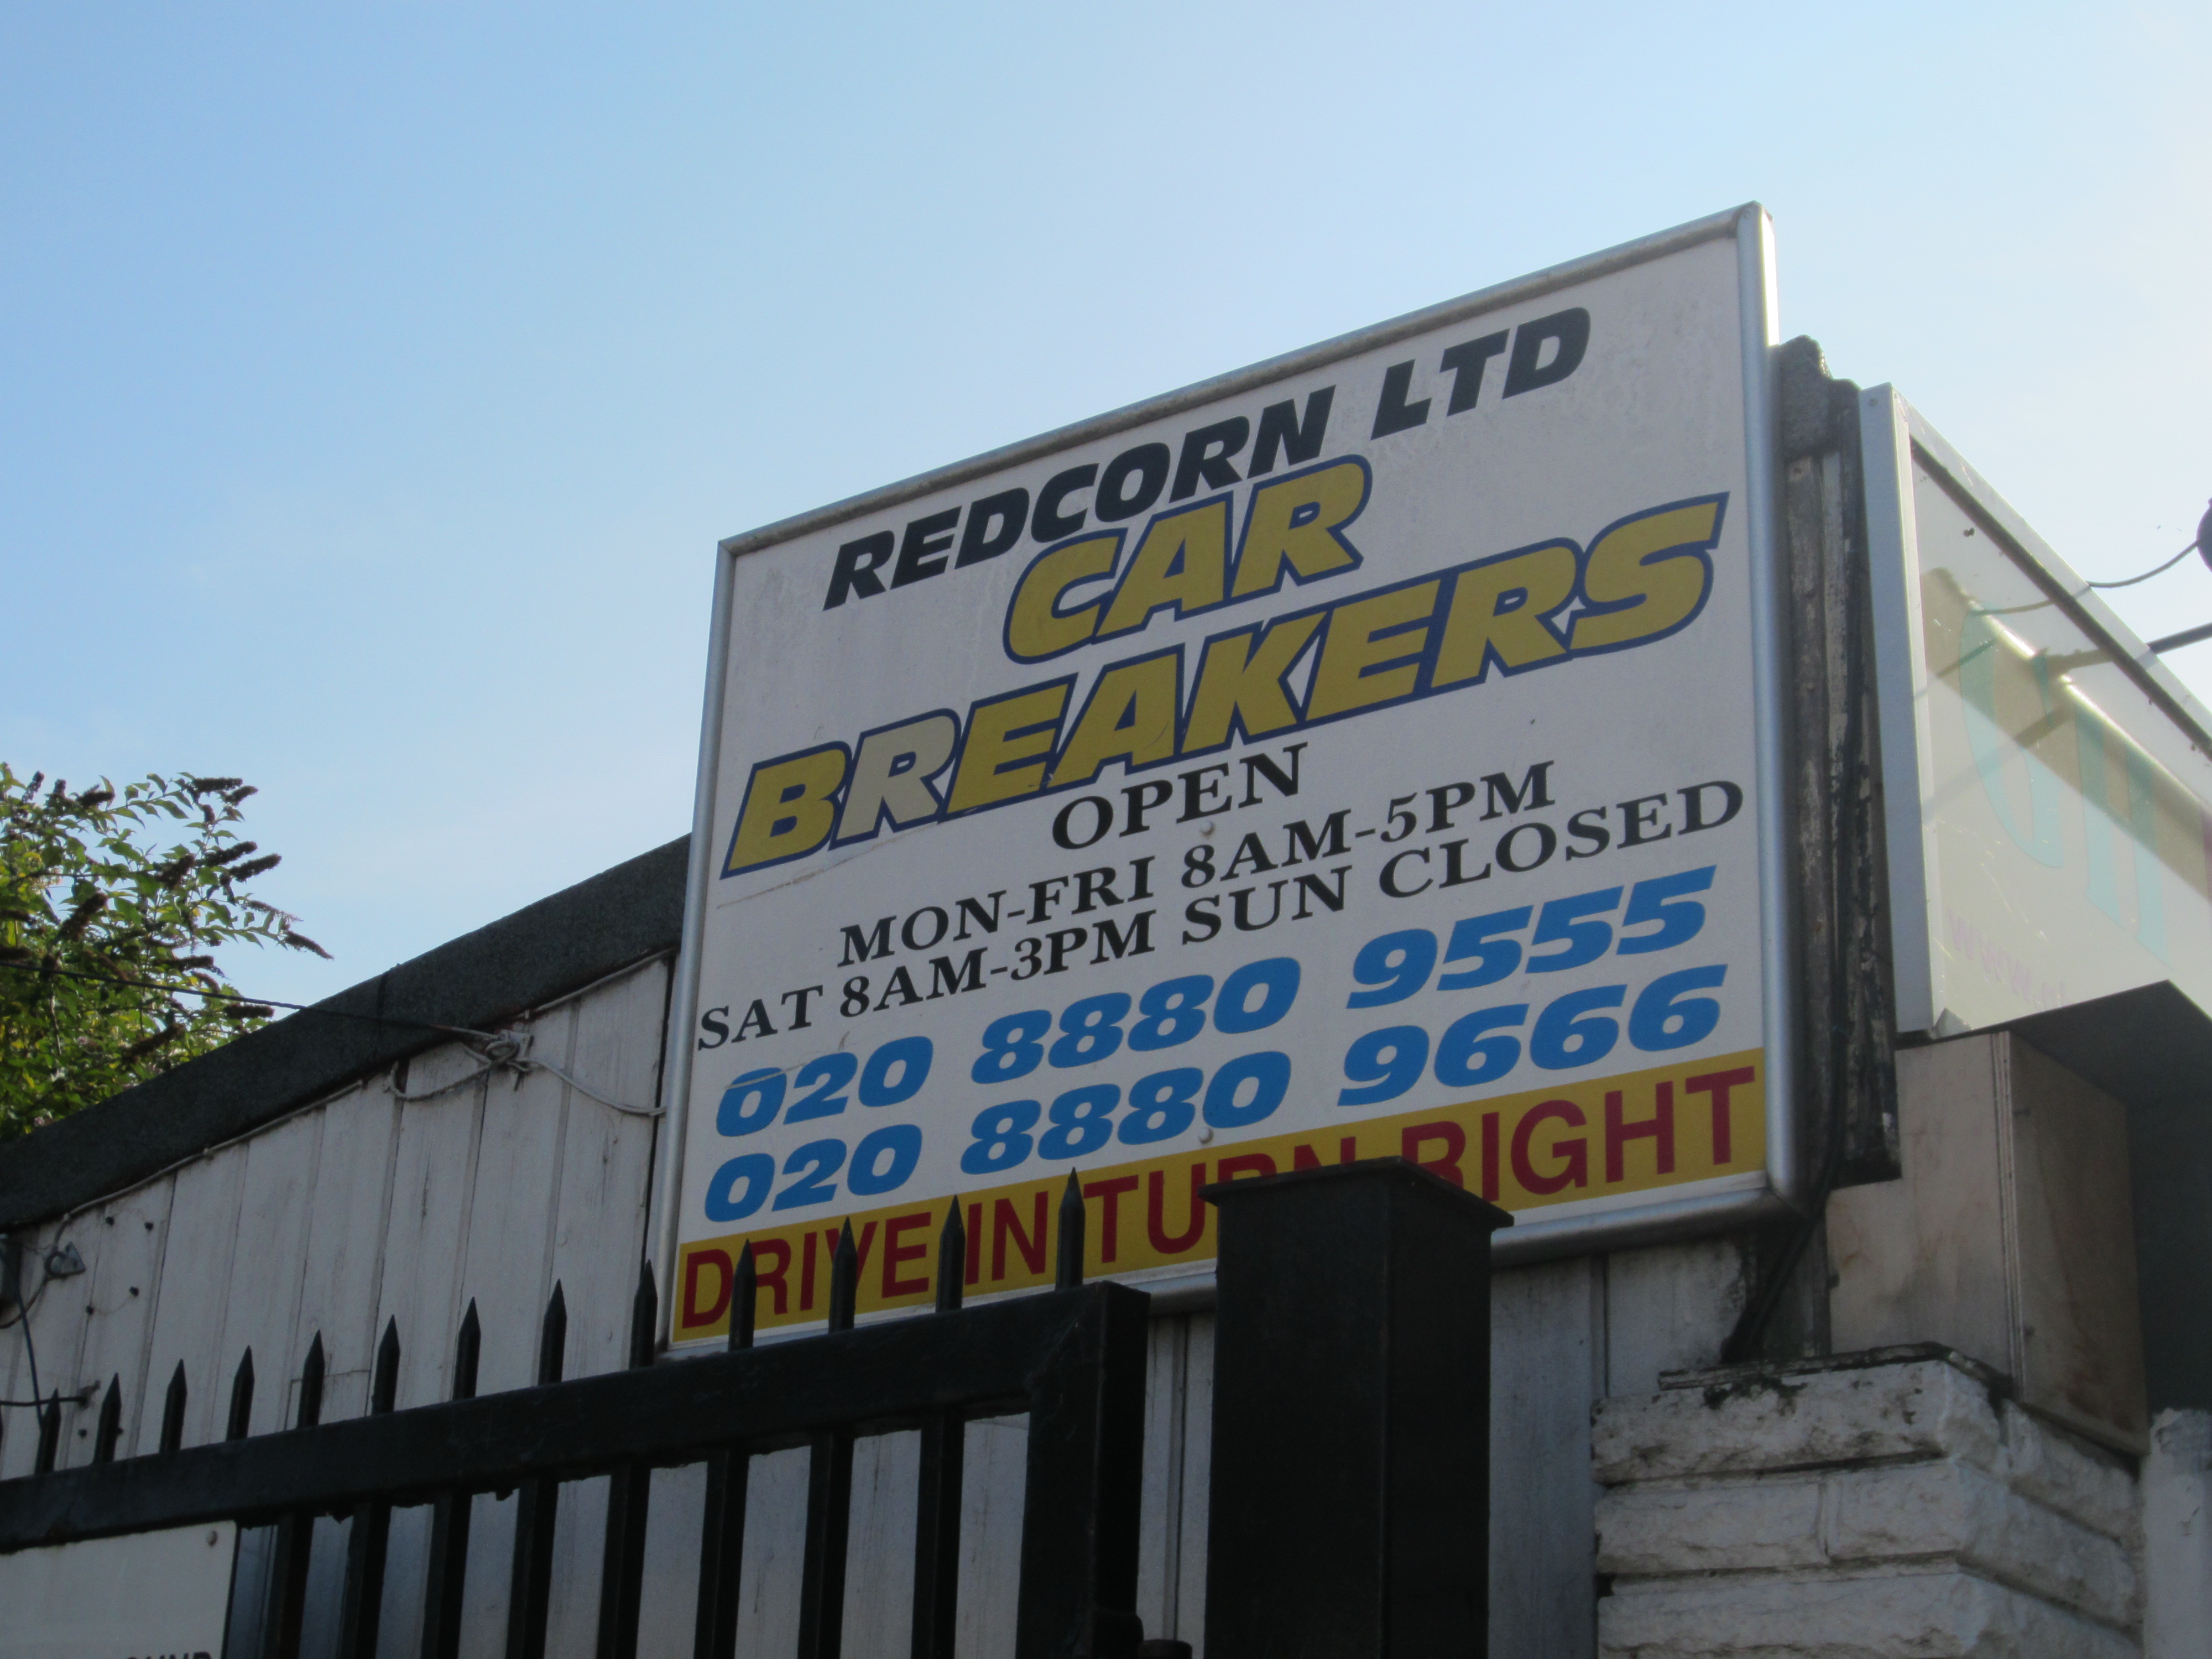 REDCORN LTD
CAR
BREAKERS
OPEN
MON-FRI 8AM-5PM
SAT 8AM-3PM SUN CLOSED
020 8880 9555
020 8880 9666
DRIVE IN TURN RIGHT